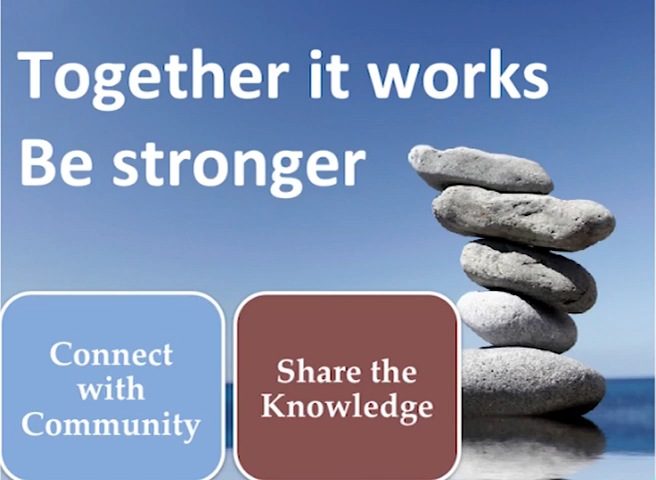 Together it works
Be stronger
Connect
with
Community
Share the
Knowledge